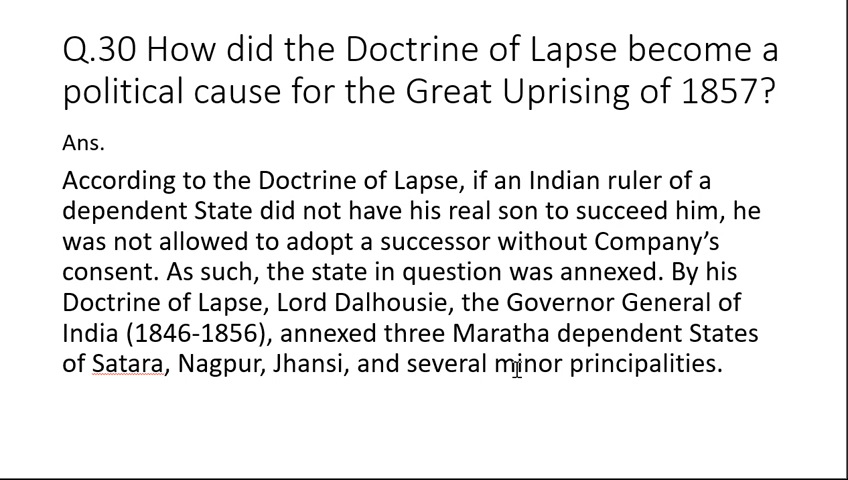 Q.30 How did the Doctrine of Lapse become a
political cause for the Great Uprising of 1857?
Ans.
According to the Doctrine of Lapse, if an Indian ruler of a
dependent State did not have his real son to succeed him, he
was not allowed to adopt a successor without Company’s
consent. As such, the state in question was annexed. By his
Doctrine of Lapse, Lord Dalhousie, the Governor General of
India (1846-1856), annexed three Maratha dependent States
of Satara, Nagpur, Jhansi, and several minor principalities.